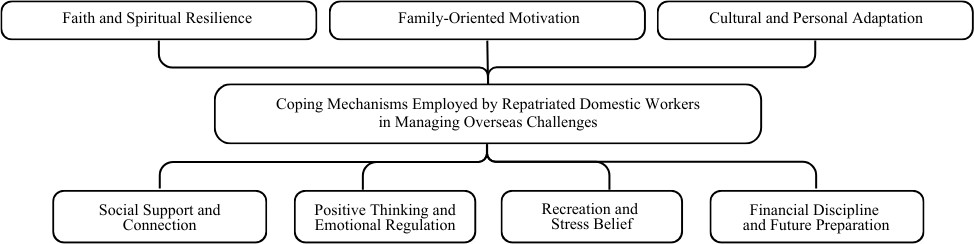 Faith and Spiritual Resilience
Family-Oriented Motivation
Cultural and Personal Adaptation
Coping Mechanisms Employed by Repatriated Domestic Workers
in Managing Overseas Challenges
Social Support and
Connection
Positive Thinking and
Emotional Regulation
Recreation and
Stress Belief
Financial Discipline
and Future Preparation